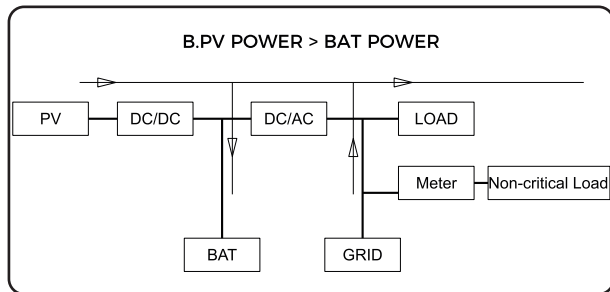 B.PV POWER > BAT POWER
PV
DC/DC
DC/AC
LOAD
Meter
Non-critical Load
BAT
GRID